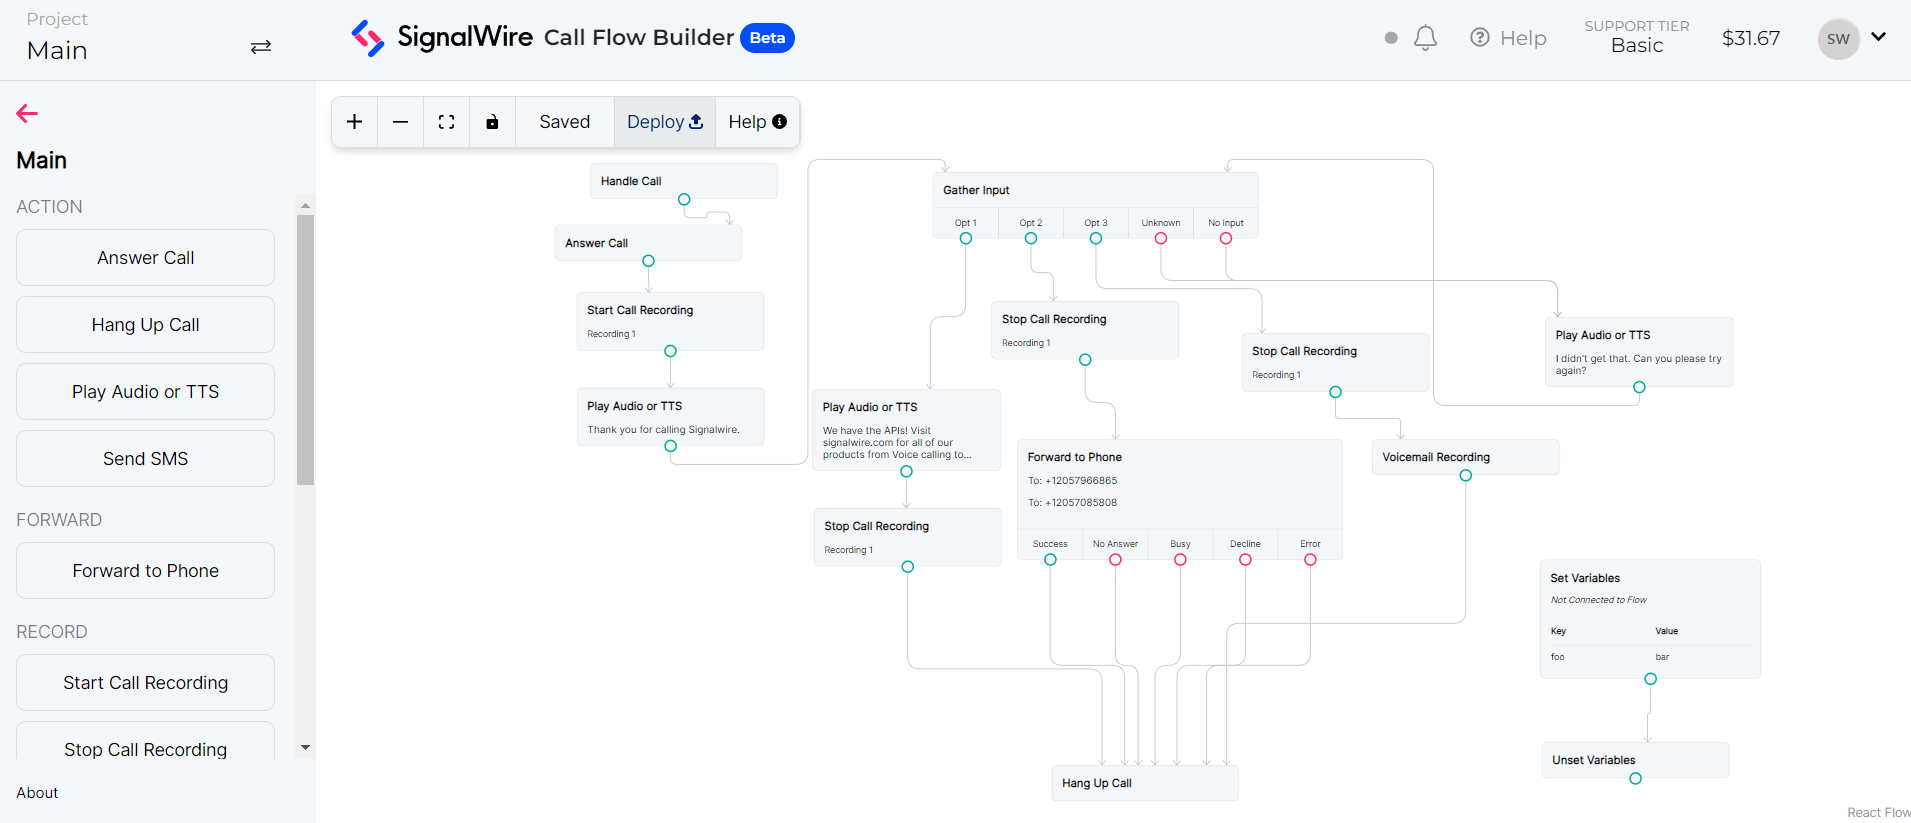 Project
Main
SignalWire Call Flow Builder Beta
Help
SUPPORT TIER
Basic
$31.67
SW
Main
ACTION
Answer Call
Hang Up Call
Play Audio or TTS
Send SMS
FORWARD
Forward to Phone
RECORD
Start Call Recording
Stop Call Recording
About
Saved
Deploy
Help
Handle Call
Answer Call
Start Call Recording
Recording 1
Play Audio or TTS
Thank you for calling Signalwire.
Gather Input
Opt 1
Opt 2
Opt 3
Unknown
No Input
Play Audio or TTS
We have the APIs! Visit
signalwire.com for all of our
products from Voice calling to...
Stop Call Recording
Recording 1
Stop Call Recording
Recording 1
Forward to Phone
To: +12057966865
To: +12057085808
Success
No Answer
Busy
Decline
Error
Stop Call Recording
Recording 1
Voicemail Recording
Play Audio or TTS
I didn't get that. Can you please try
again?
Set Variables
Not Connected to Flow
Key Value
foo bar
Unset Variables
Hang Up Call
React Flow